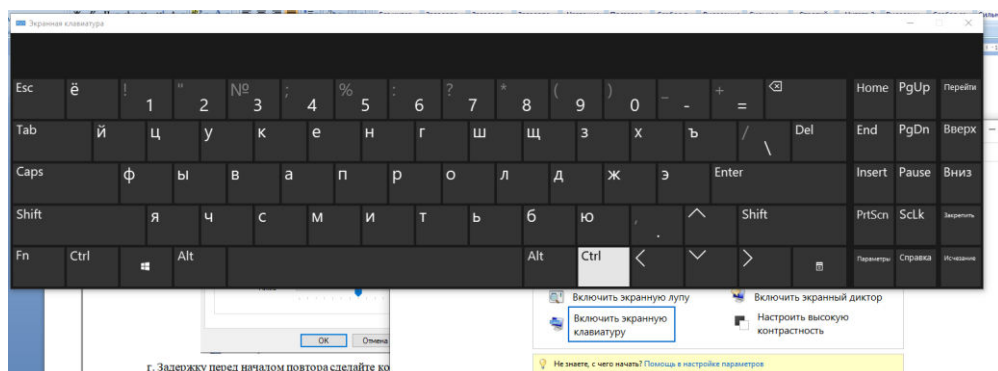 Экранная клавиатура
Esc ё ! 1 " 2 № 3 ; 4 % 5 : 6 ? 7 * 8 ( 9 ) 0 _ - + = Home PgUp Перейти
Tab й ц у к е н г ш щ з х ъ / \ Del End PgDn Вверх
Caps ф ы в а п р о л д ж э Enter Insert Pause Вниз
Shift я ч с м и т ь б ю , . Shift PrtScn ScLk Закрепить
Fn Ctrl Alt Alt Ctrl Параметры Справка Исчезание
Включить экранную лупу Включить экранный диктор
Включить экранную клавиатуру
Настроить высокую контрастность
OK Отмена
Не знаете, с чего начать? Помощь в настройке параметров
г. Задержку перед началом повтора сделайте ко